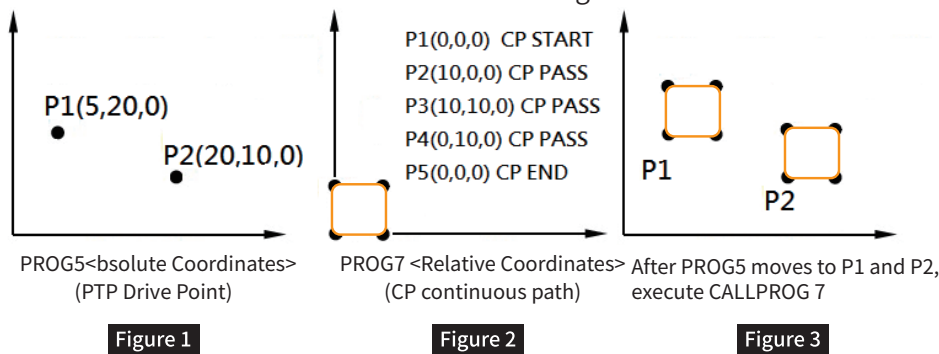 P1(5,20,0)
P2(20,10,0)
PROG5<bsolute Coordinates>
(PTP Drive Point)
Figure 1
P1(0,0,0) CP START
P2(10,0,0) CP PASS
P3(10,10,0) CP PASS
P4(0,10,0) CP PASS
P5(0,0,0) CP END
PROG7 <Relative Coordinates>
(CP continuous path)
Figure 2
P1
P2
After PROG5 moves to P1 and P2,
execute CALLPROG 7
Figure 3